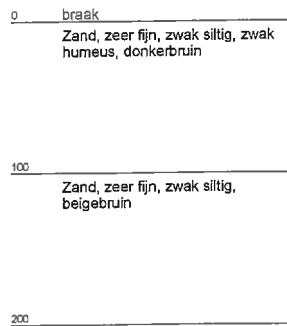 0 braak
Zand, zeer fijn, zwak siltig, zwak
humeus, donkerbruin
100
Zand, zeer fijn, zwak siltig,
beigebruin
200